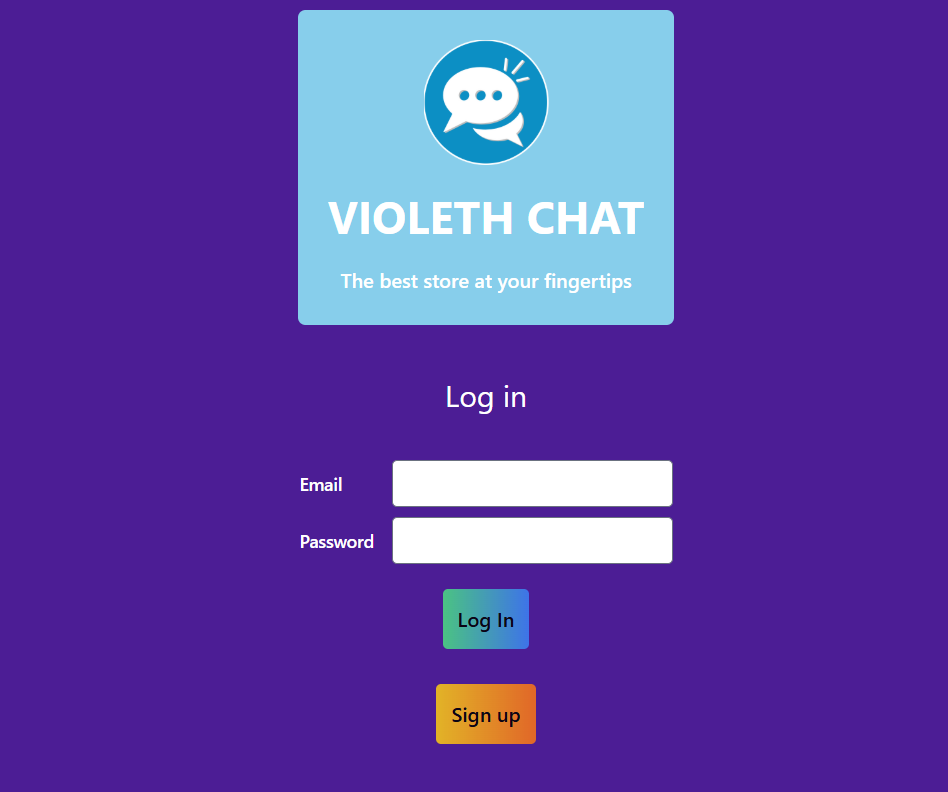 VIOLETH CHAT
The best store at your fingertips
Log in
Email
Password
Log In
Sign up